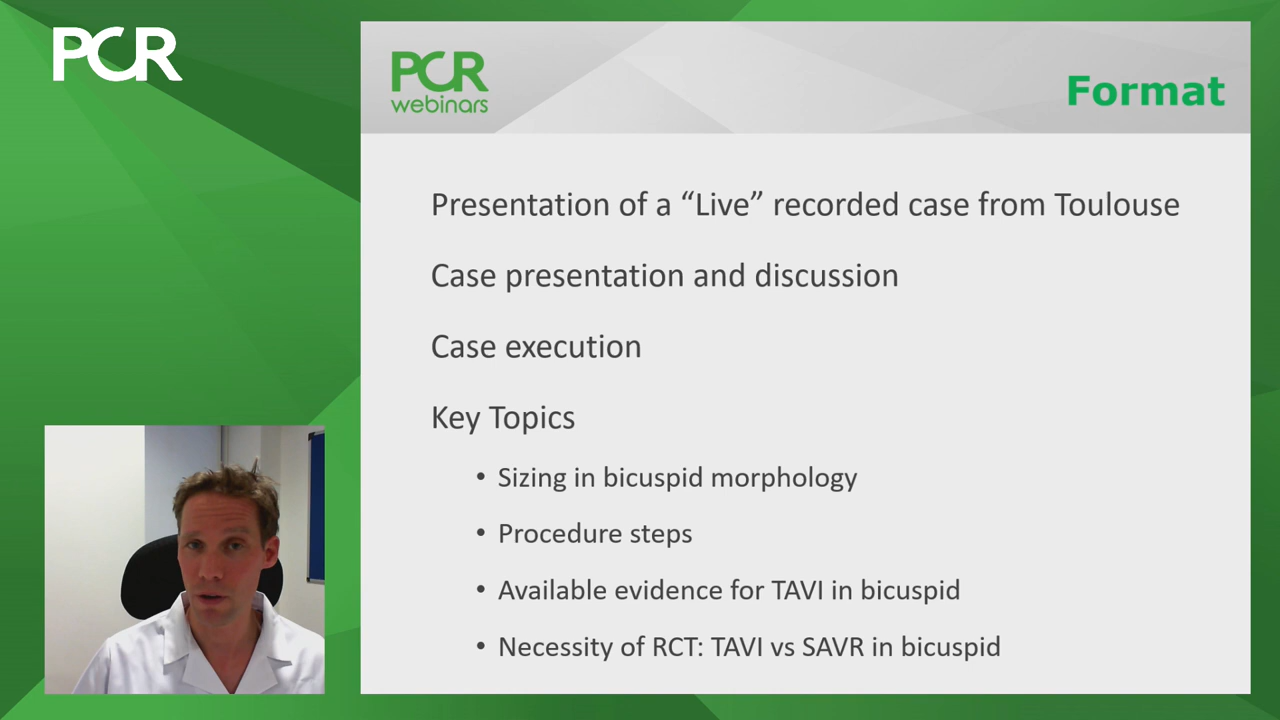 PCR
PCR
webinars
Format
Presentation of a “Live” recorded case from Toulouse
Case presentation and discussion
Case execution
Key Topics
• Sizing in bicuspid morphology
• Procedure steps
• Available evidence for TAVI in bicuspid
• Necessity of RCT: TAVI vs SAVR in bicuspid